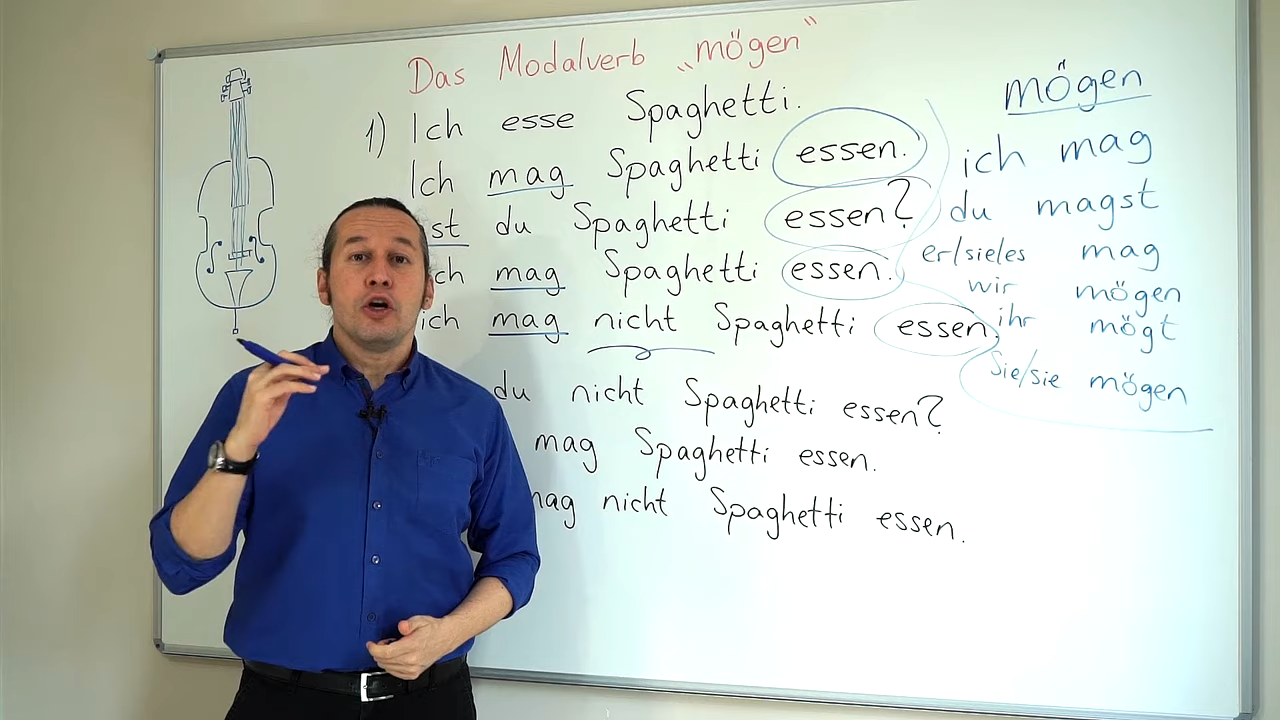 Das Modalverb „mögen“
1) Ich esse Spaghetti.
Ich mag Spaghetti essen.
st du Spaghetti essen?
ch mag Spaghetti essen.
ich mag nicht Spaghetti essen.
du nicht Spaghetti essen?
mag Spaghetti essen.
mag nicht Spaghetti essen.
mögen
ich mag
du magst
er/sie/es mag
wir mögen
ihr mögt
Sie/sie mögen